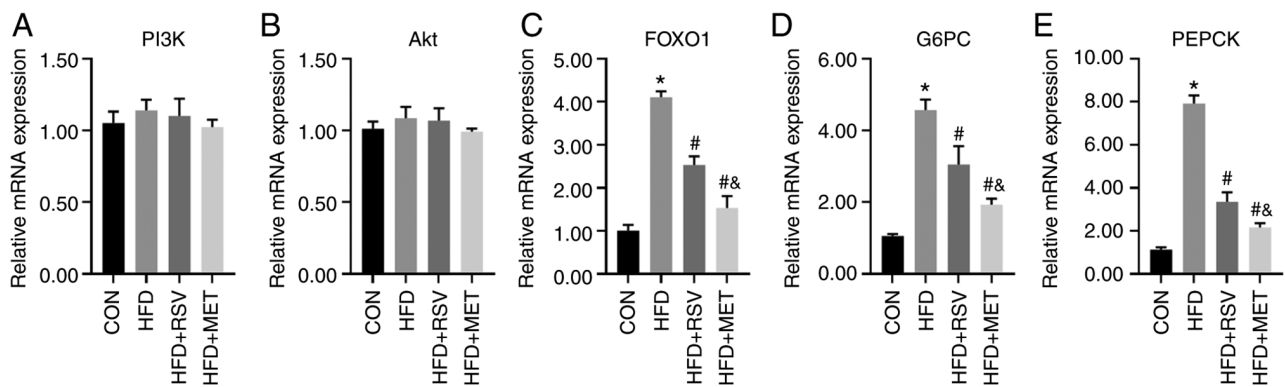 A
PI3K
Relative mRNA expression
1.50
1.00
0.50
0.00
CON
HFD
HFD+RSV
HFD+MET
B
Akt
Relative mRNA expression
1.50
1.00
0.50
0.00
CON
HFD
HFD+RSV
HFD+MET
C
FOXO1
Relative mRNA expression
5.00
4.00
3.00
2.00
1.00
0.00
*
#
#&
CON
HFD
HFD+RSV
HFD+MET
D
G6PC
Relative mRNA expression
6.00
4.00
2.00
0.00
*
#
#&
CON
HFD
HFD+RSV
HFD+MET
E
PEPCK
Relative mRNA expression
10.00
8.00
6.00
4.00
2.00
0.00
*
#
#&
CON
HFD
HFD+RSV
HFD+MET